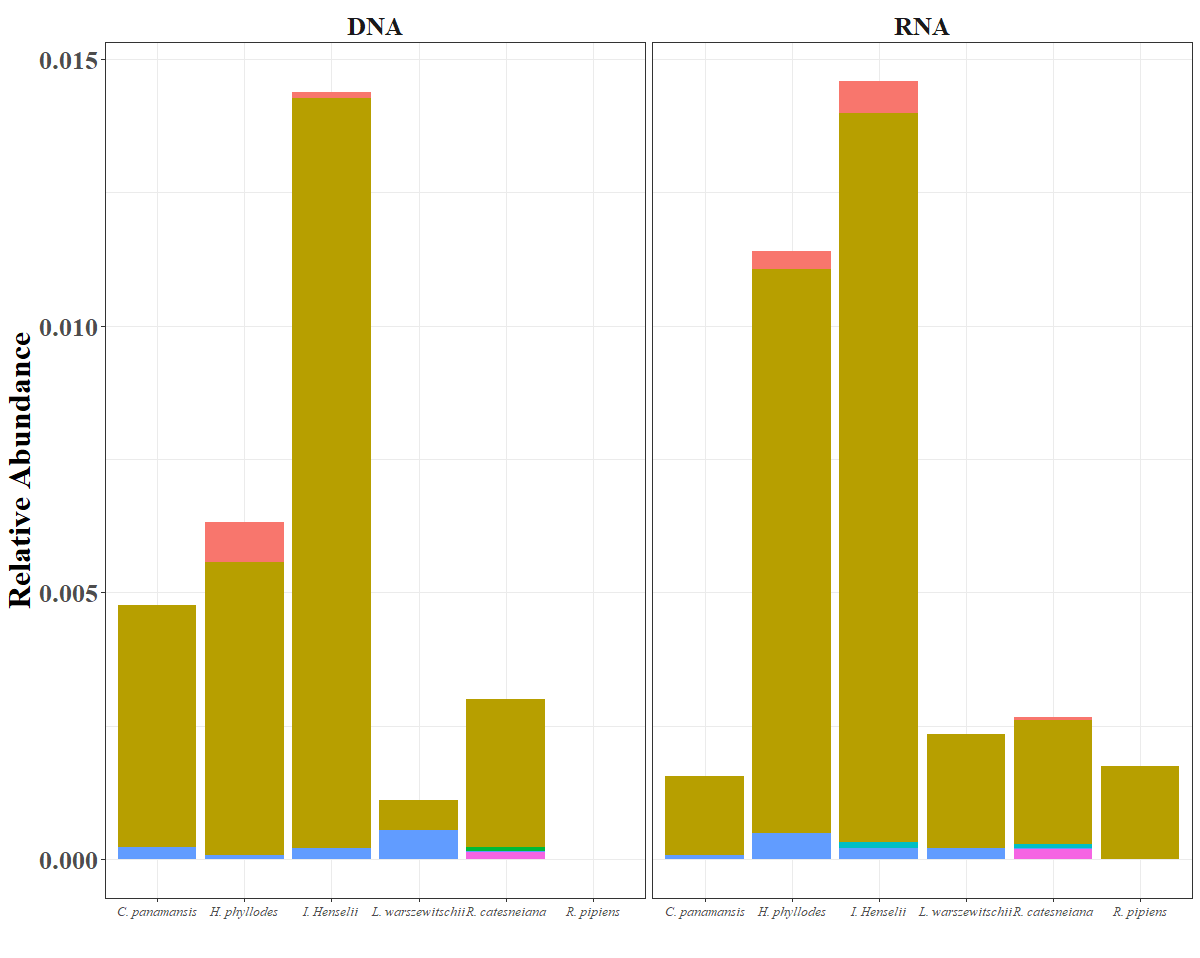 DNA RNA
Relative Abundance
0.015
0.010
0.005
0.000
C. panamansis H. phyllodes I. Henselii L. warszewitschii R. catesneiana R. pipiens
C. panamansis H. phyllodes I. Henselii L. warszewitschii R. catesneiana R. pipiens